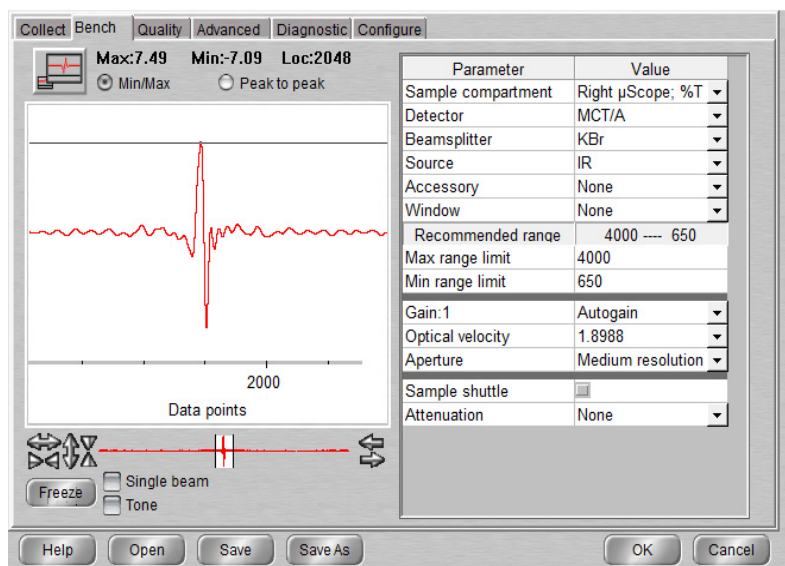 Collect Bench Quality Advanced Diagnostic Configure
Max:7.49 Min:-7.09 Loc:2048
Min/Max Peak to peak
2000
Data points
Freeze
Single beam
Tone
Parameter Value
Sample compartment Right µScope; %T
Detector MCT/A
Beamsplitter KBr
Source IR
Accessory None
Window None
Recommended range 4000 ---- 650
Max range limit 4000
Min range limit 650
Gain:1 Autogain
Optical velocity 1.8988
Aperture Medium resolution
Sample shuttle
Attenuation None
Help Open Save Save As OK Cancel